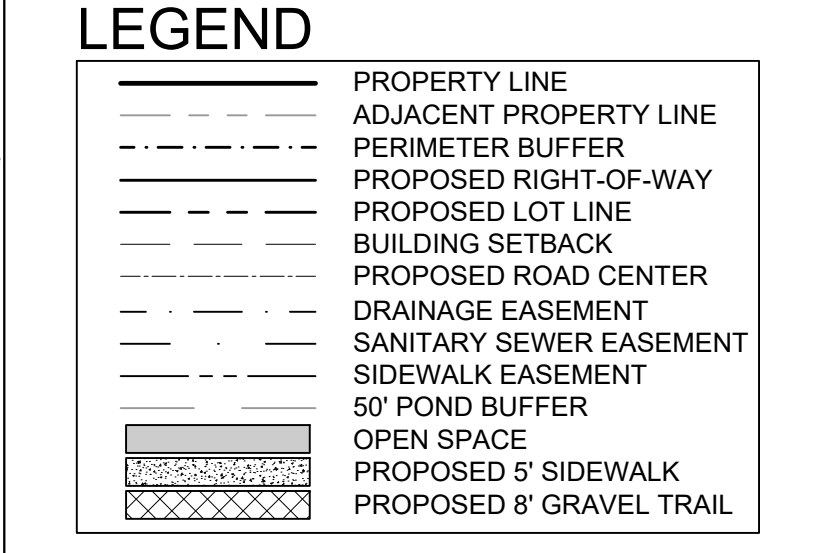 LEGEND
PROPERTY LINE
ADJACENT PROPERTY LINE
PERIMETER BUFFER
PROPOSED RIGHT-OF-WAY
PROPOSED LOT LINE
BUILDING SETBACK
PROPOSED ROAD CENTER
DRAINAGE EASEMENT
SANITARY SEWER EASEMENT
SIDEWALK EASEMENT
50' POND BUFFER
OPEN SPACE
PROPOSED 5' SIDEWALK
PROPOSED 8' GRAVEL TRAIL